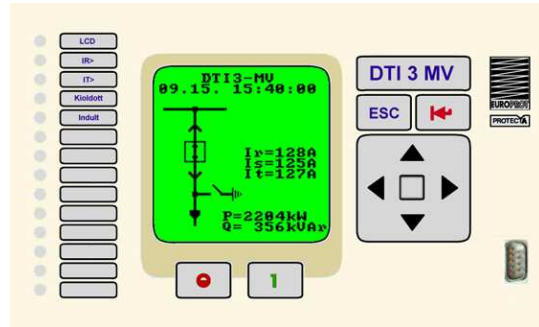 LCD
IR>
IT>
Kioldott
Indult
DTI3-MV
09.15. 15:40:00
Ir=128A
Is=125A
It=127A
P=2204kW
Q= 356kVAr
DTI 3 MV
ESC
EUROPROT
PROTECTA
1